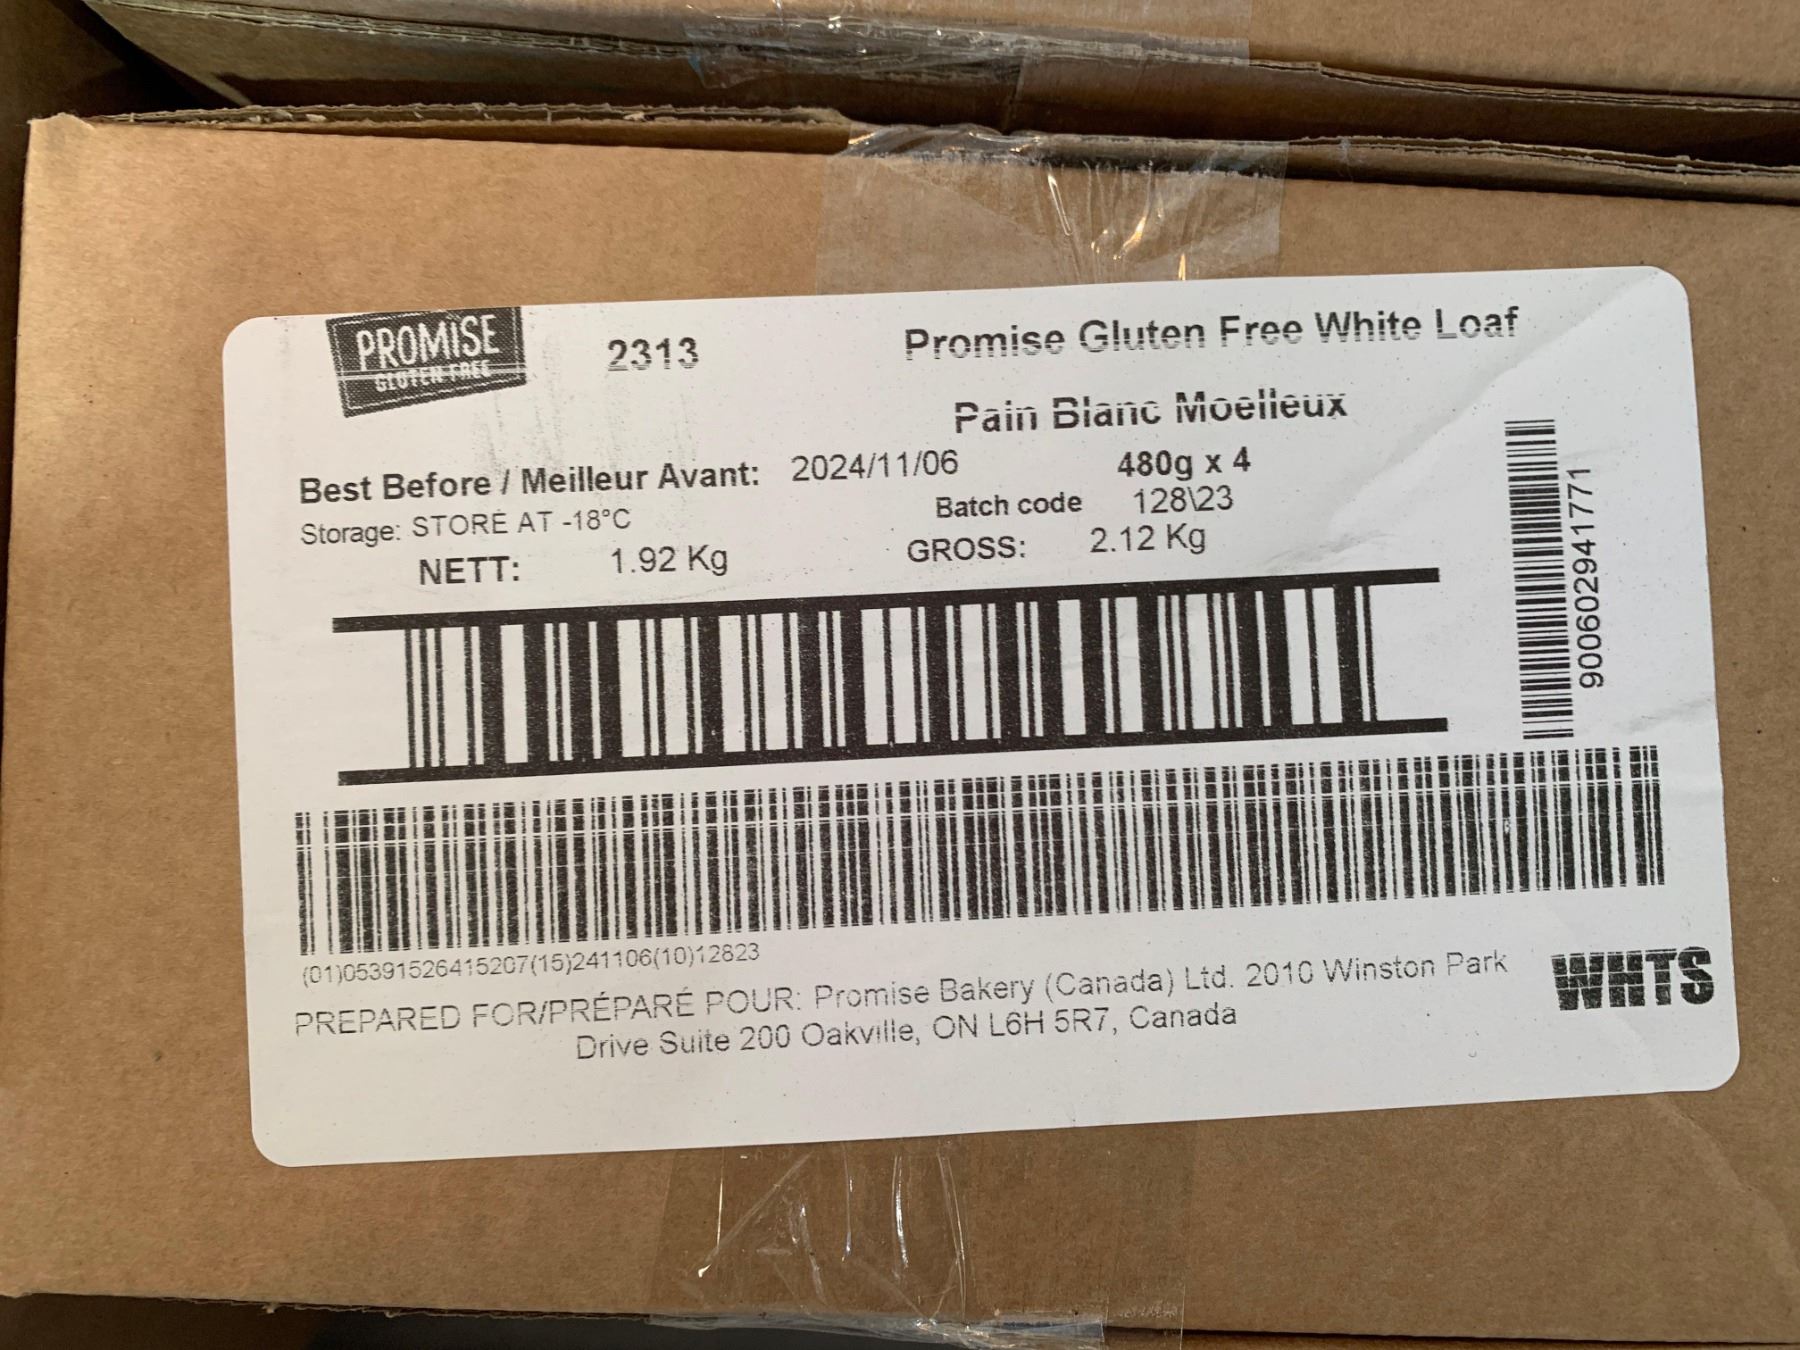 PROMISE
GLUTEN FREE
2313
Promise Gluten Free White Loaf
Pain Blanc Moelleux
Best Before / Meilleur Avant: 2024/11/06
480g x 4
Storage: STORE AT -18°C
Batch code 128\23
NETT: 1.92 Kg
GROSS: 2.12 Kg
900602941771
(01)05391526415207(15)241106(10)12823
PREPARED FOR/PRÉPARÉ POUR: Promise Bakery (Canada) Ltd. 2010 Winston Park
Drive Suite 200 Oakville, ON L6H 5R7, Canada
WHTS